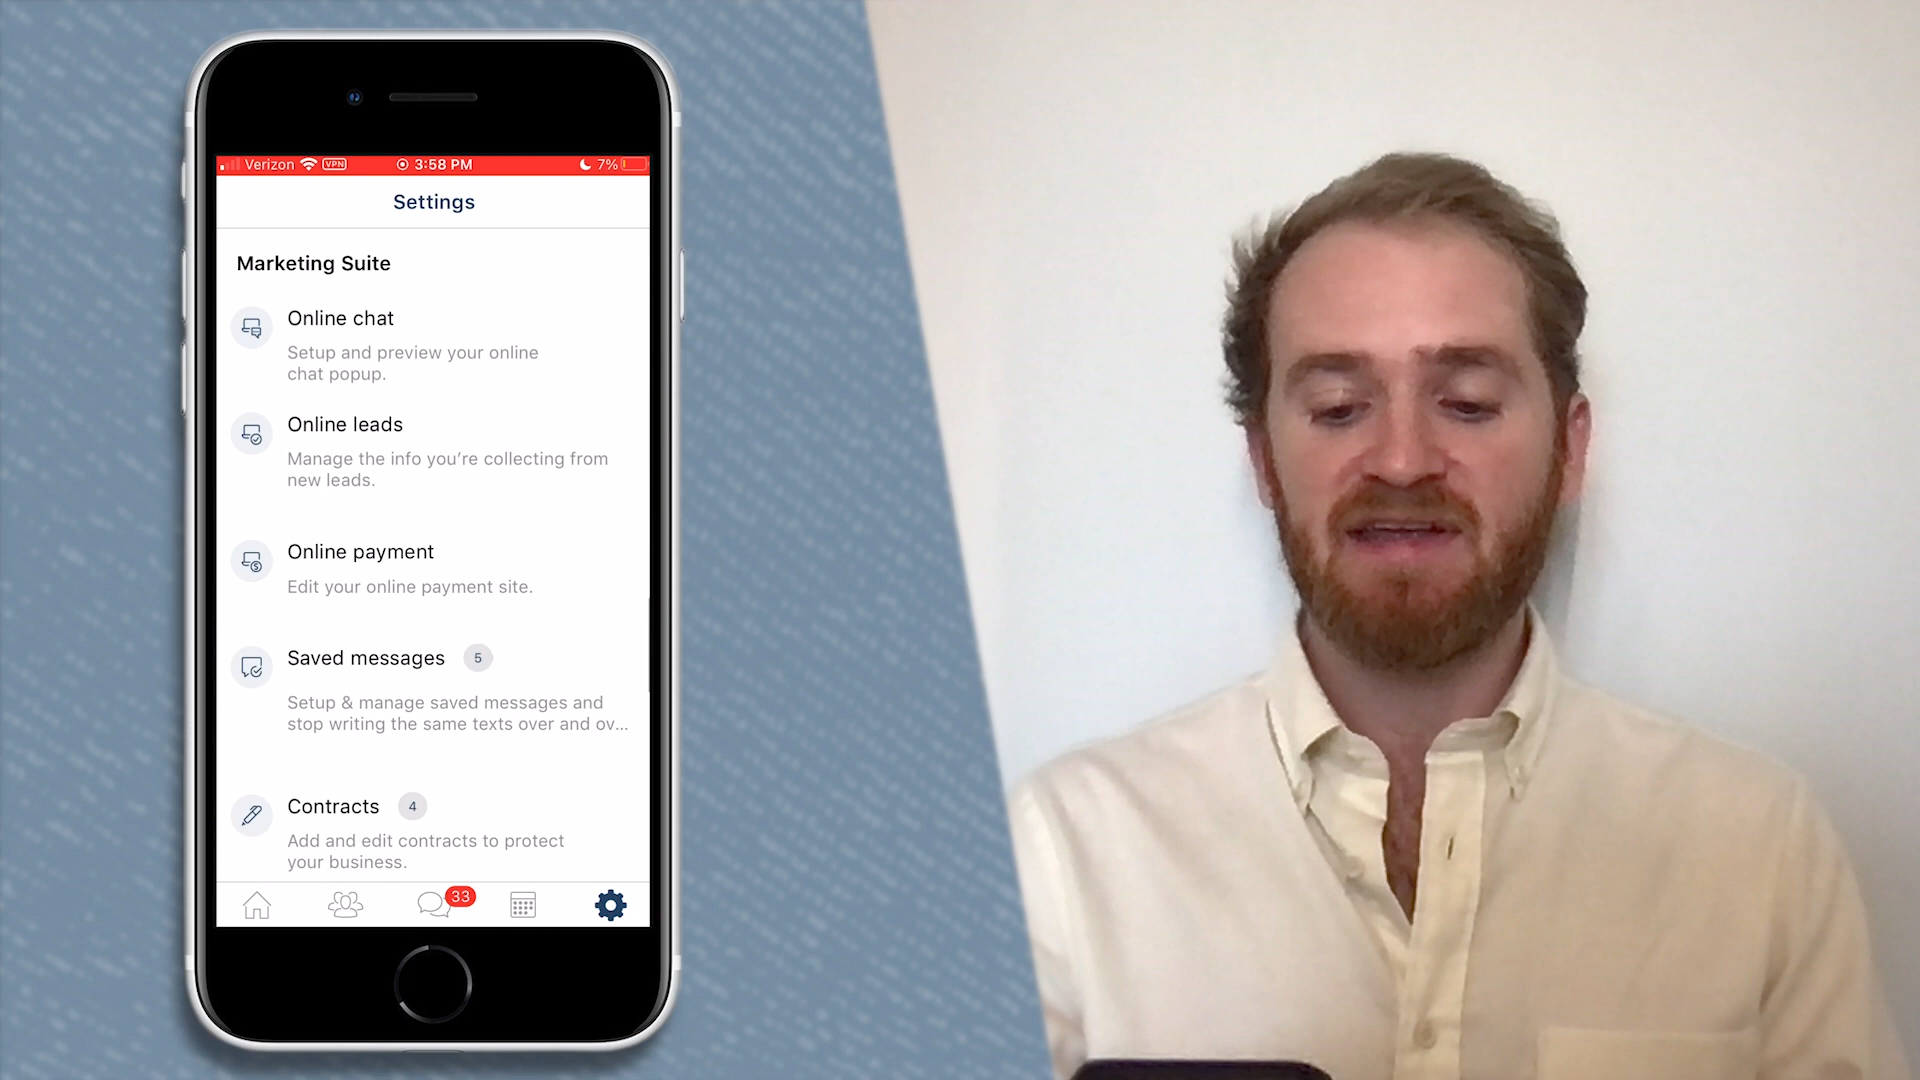 Verizon VPN 3:58 PM 7%
Settings
Marketing Suite
Online chat
Setup and preview your online
chat popup.
Online leads
Manage the info you’re collecting from
new leads.
Online payment
Edit your online payment site.
Saved messages 5
Setup & manage saved messages and
stop writing the same texts over and ov...
Contracts 4
Add and edit contracts to protect
your business.
33